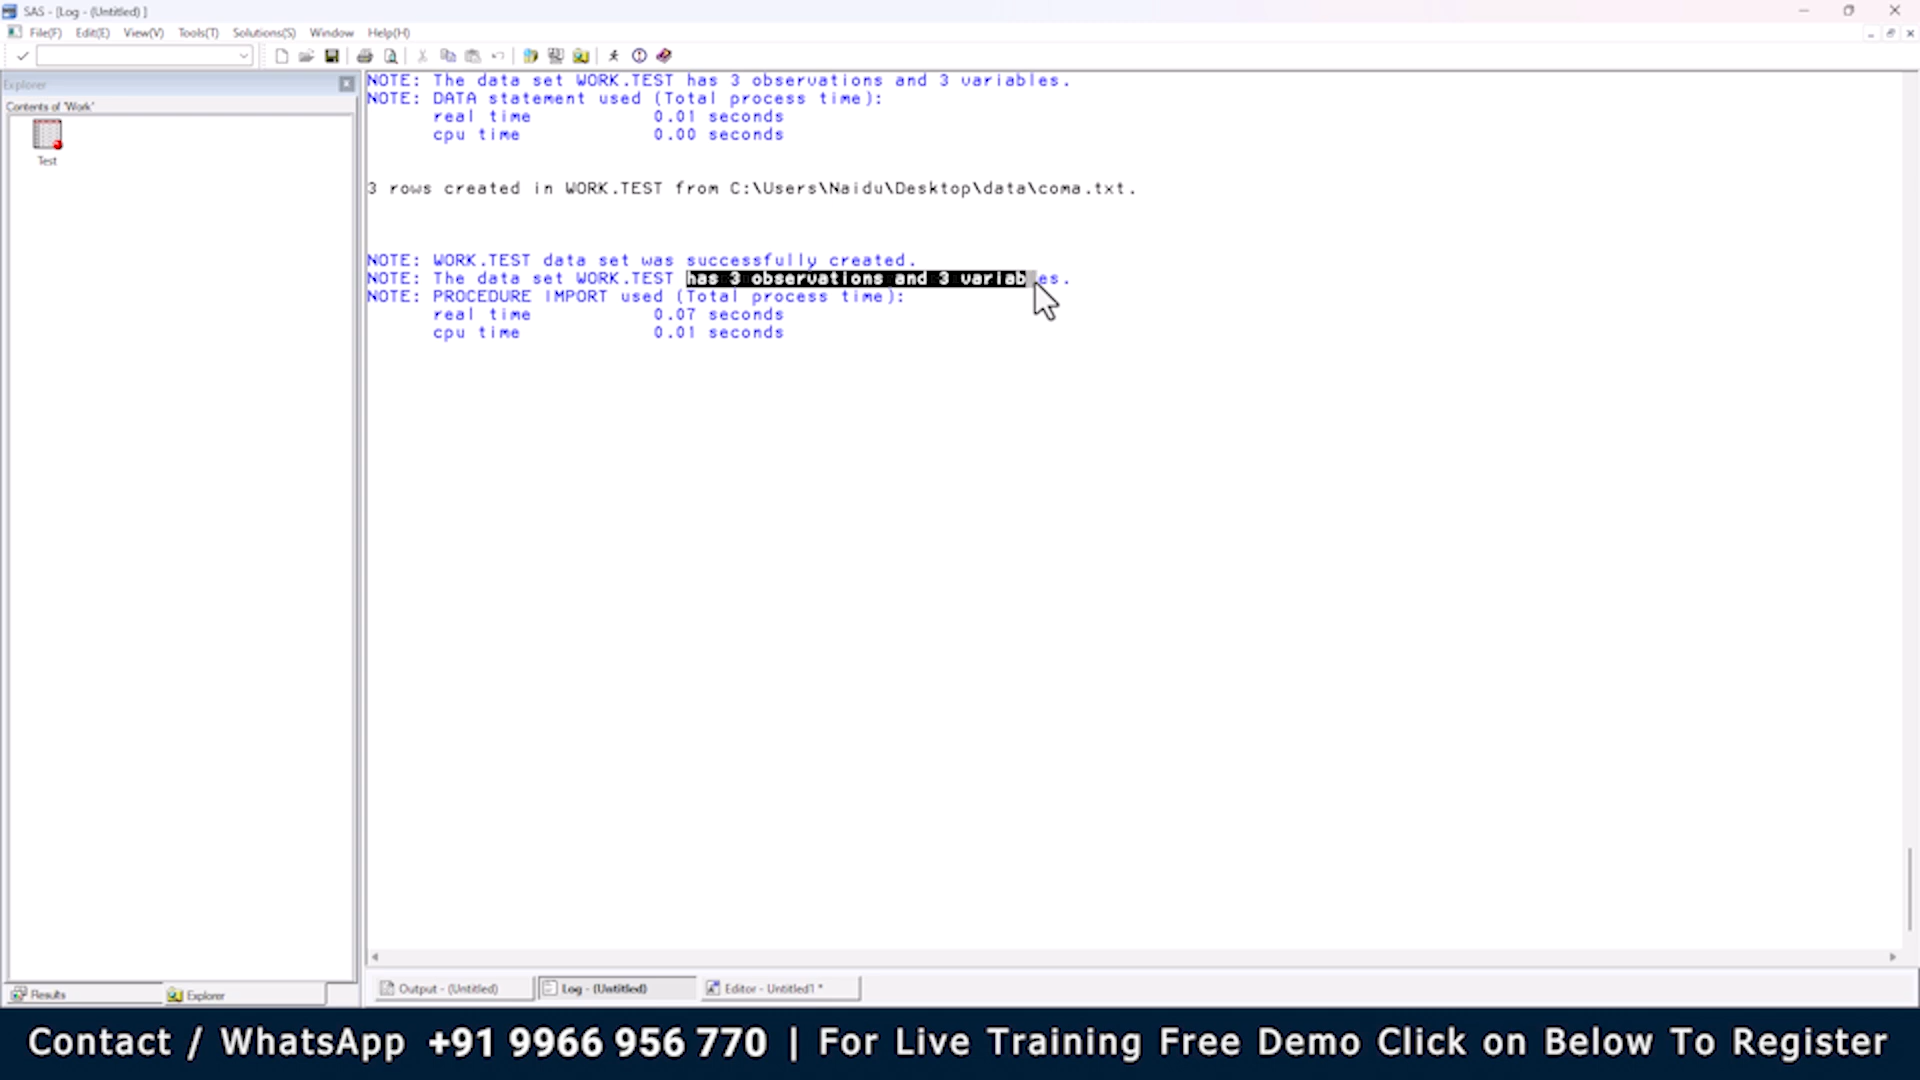 SAS - [Log - (Untitled) ]
File(F) Edit(E) View(V) Tools(T) Solutions(S) Window Help(H)
Explorer
Contents of 'Work'
Test
NOTE: The data set WORK.TEST has 3 observations and 3 variables.
NOTE: DATA statement used (Total process time):
real time 0.01 seconds
cpu time 0.00 seconds
3 rows created in WORK.TEST from C:\Users\Naidu\Desktop\data\coma.txt.
NOTE: WORK.TEST data set was successfully created.
NOTE: The data set WORK.TEST has 3 observations and 3 variables.
NOTE: PROCEDURE IMPORT used (Total process time):
real time 0.07 seconds
cpu time 0.01 seconds
Results Explorer
Output - (Untitled) Log - (Untitled) Editor - Untitled1 *
Contact / WhatsApp +91 9966 956 770 | For Live Training Free Demo Click on Below To Register